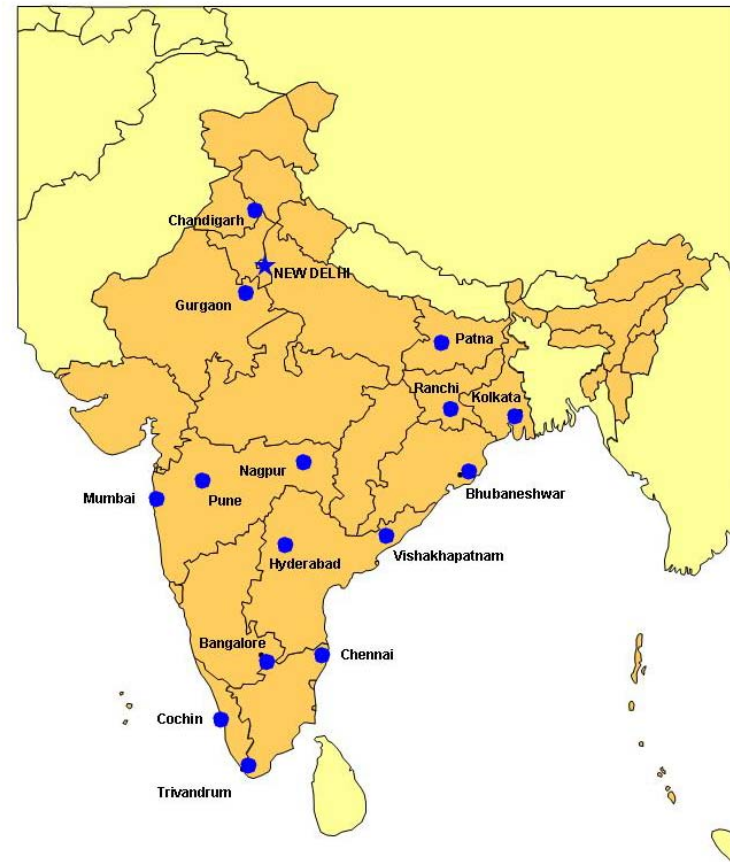 Chandigarh
NEW DELHI
Gurgaon
Patna
Ranchi
Kolkata
Nagpur
Bhubaneshwar
Mumbai
Pune
Vishakhapatnam
Hyderabad
Bangalore
Chennai
Cochin
Trivandrum